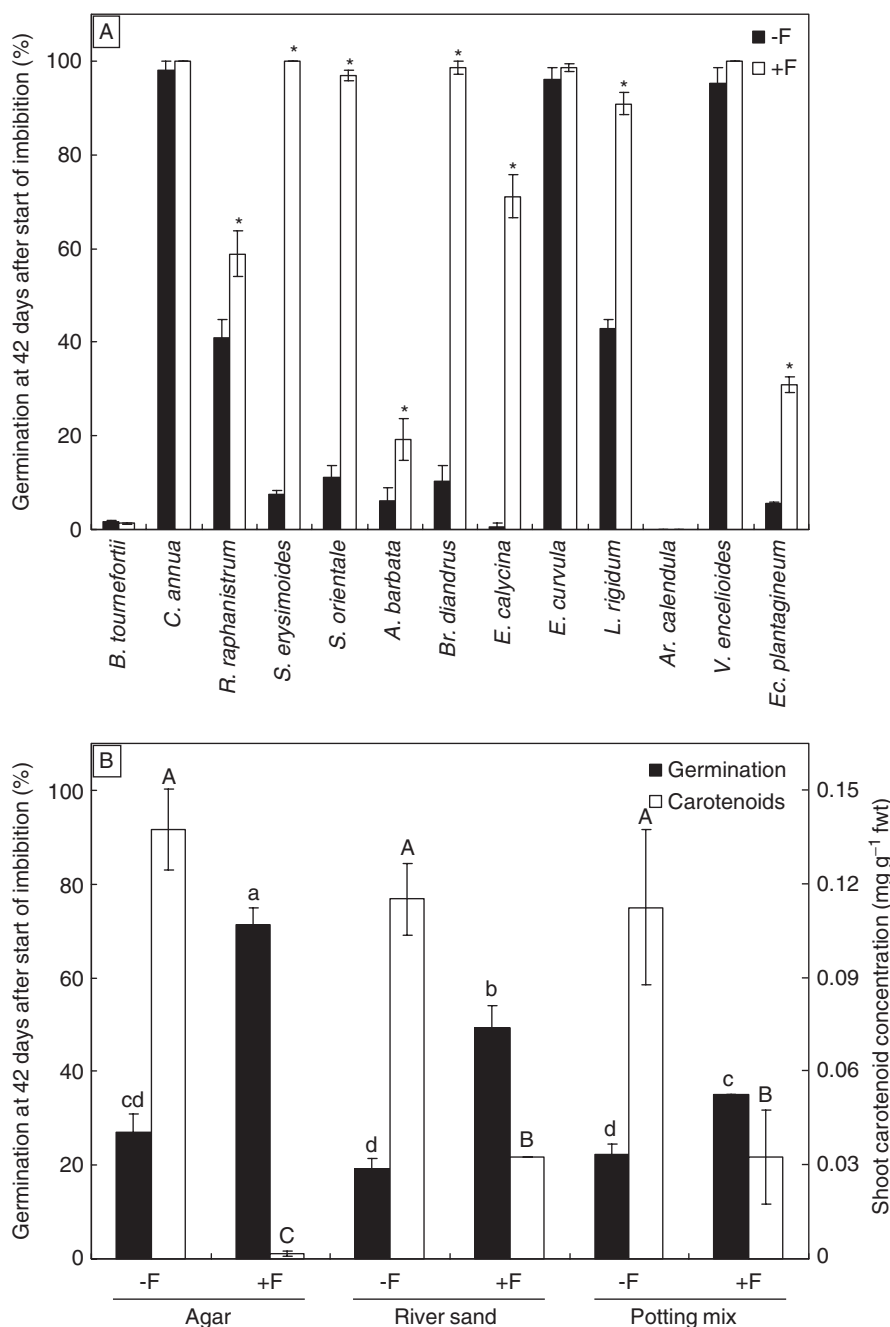 A
-F
+F
Germination at 42 days after start of imbibition (%)
100
80
60
40
20
0
*
*
*
*
*
*
*
*
B. tournefortii
C. annua
R. raphanistrum
S. erysimoides
S. orientale
A. barbata
Br. diandrus
E. calycina
E. curvula
L. rigidum
Ar. calendula
V. encelioides
Ec. plantagineum
B
Germination
Carotenoids
Germination at 42 days after start of imbibition (%)
100
80
60
40
20
0
Shoot carotenoid concentration (mg g⁻¹ fwt)
0.15
0.12
0.09
0.06
0.03
0
cd
A
a
C
d
A
b
B
d
A
c
B
-F
+F
-F
+F
-F
+F
Agar
River sand
Potting mix